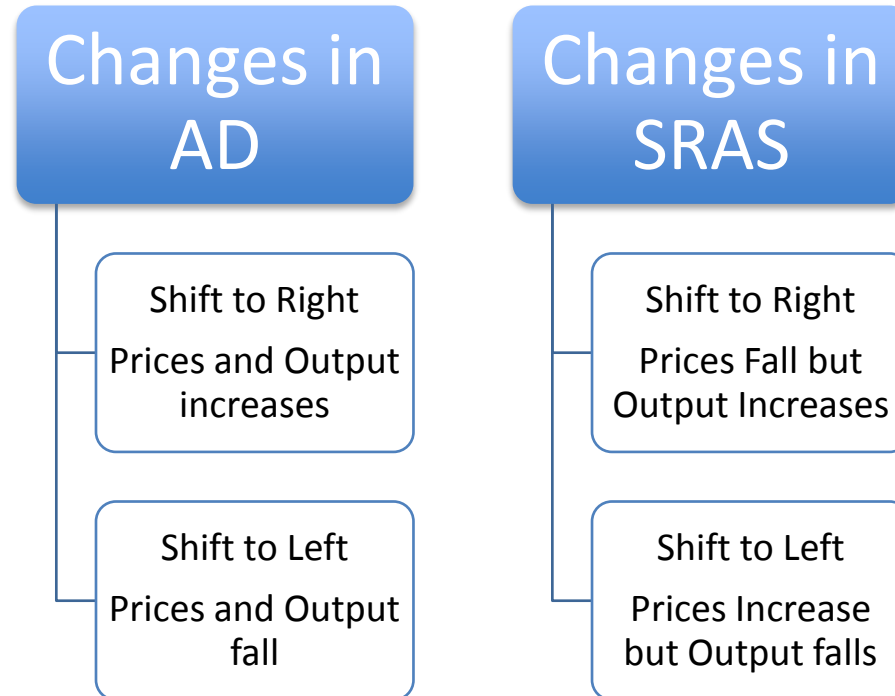 Changes in
AD
Shift to Right
Prices and Output
increases
Shift to Left
Prices and Output
fall
Changes in
SRAS
Shift to Right
Prices Fall but
Output Increases
Shift to Left
Prices Increase
but Output falls